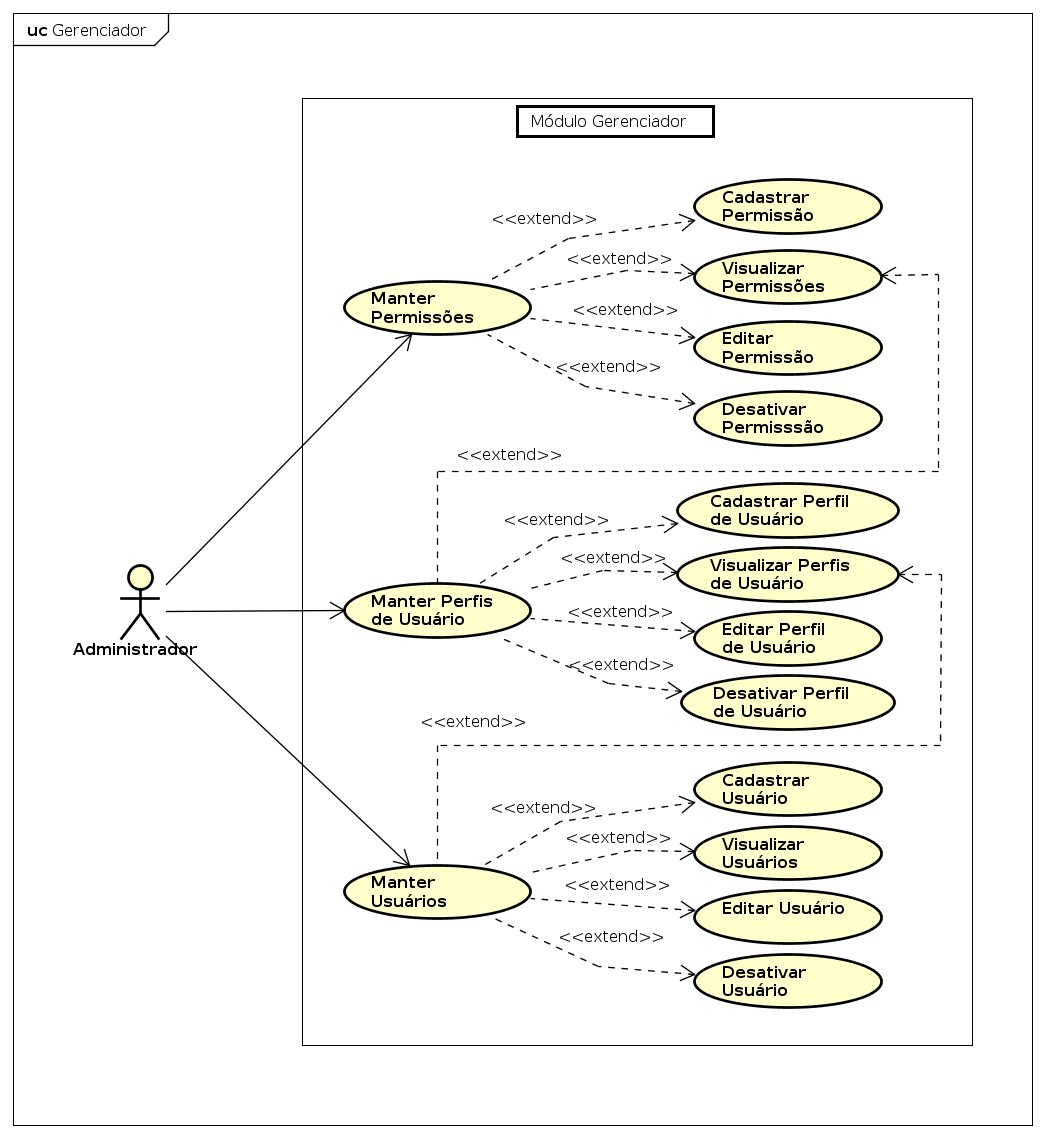 uc Gerenciador
Módulo Gerenciador
Cadastrar
Permissão
<<extend>>
<<extend>>
Visualizar
Permissões
Manter
Permissões
<<extend>>
Editar
Permissão
<<extend>>
Desativar
Permisssão
<<extend>>
Cadastrar Perfil
de Usuário
<<extend>>
<<extend>>
Visualizar Perfis
de Usuário
Manter Perfis
de Usuário
<<extend>>
Editar Perfil
de Usuário
Administrador
<<extend>>
Desativar Perfil
de Usuário
<<extend>>
Cadastrar
Usuário
<<extend>>
<<extend>>
Visualizar
Usuários
Manter
Usuários
<<extend>>
Editar Usuário
<<extend>>
Desativar
Usuário